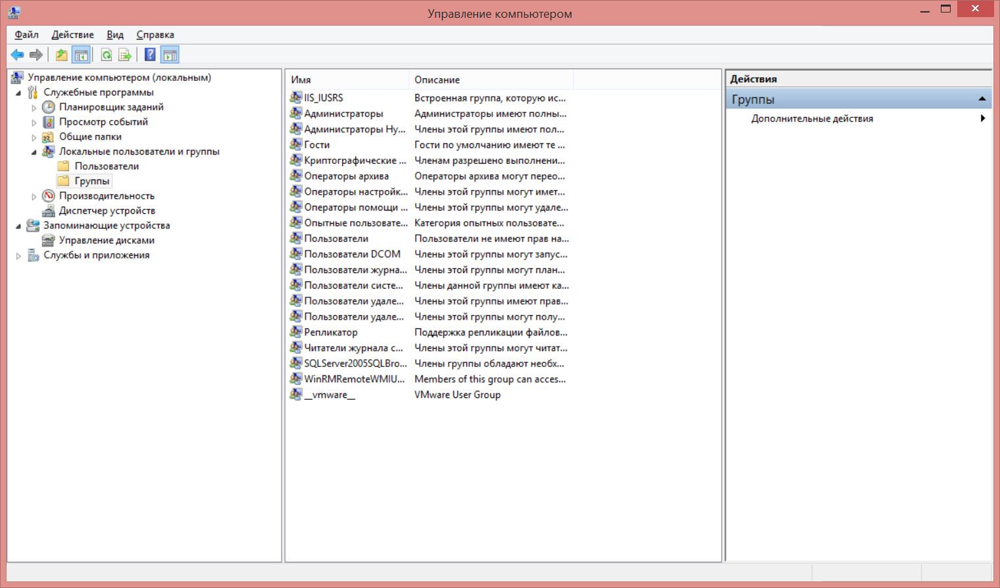 Управление компьютером
Файл Действие Вид Справка
Управление компьютером (локальным)
Служебные программы
Планировщик заданий
Просмотр событий
Общие папки
Локальные пользователи и группы
Пользователи
Группы
Производительность
Диспетчер устройств
Запоминающие устройства
Управление дисками
Службы и приложения
Имя Описание
IIS_IUSRS Встроенная группа, которую ис...
Администраторы Администраторы имеют полны...
Администраторы Hy... Члены этой группы имеют пол...
Гости Гости по умолчанию имеют те ...
Криптографические ... Членам разрешено выполнени...
Операторы архива Операторы архива могут перео...
Операторы настройк... Члены этой группы могут имет...
Операторы помощи ... Члены этой группы могут удале...
Опытные пользовате... Категория опытных пользовате...
Пользователи Пользователи не имеют прав на...
Пользователи DCOM Члены этой группы могут запус...
Пользователи журна... Члены этой группы могут план...
Пользователи систе... Члены данной группы имеют ка...
Пользователи удале... Члены этой группы имеют прав...
Пользователи удале... Члены этой группы могут полу...
Репликатор Поддержка репликации файлов...
Читатели журнала с... Члены этой группы могут читат...
SQLServer2005SQLBro... Члены группы обладают необх...
WinRMRemoteWMIU... Members of this group can acces...
__vmware__ VMware User Group
Действия
Группы
Дополнительные действия